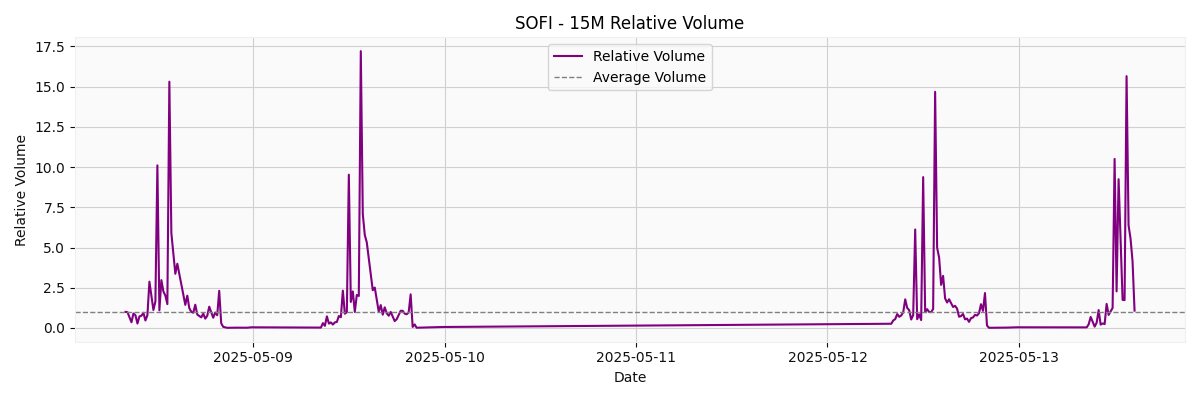 SOFI - 15M Relative Volume
Relative Volume
Average Volume
Relative Volume
17.5
15.0
12.5
10.0
7.5
5.0
2.5
0.0
2025-05-09
2025-05-10
2025-05-11
2025-05-12
2025-05-13
Date